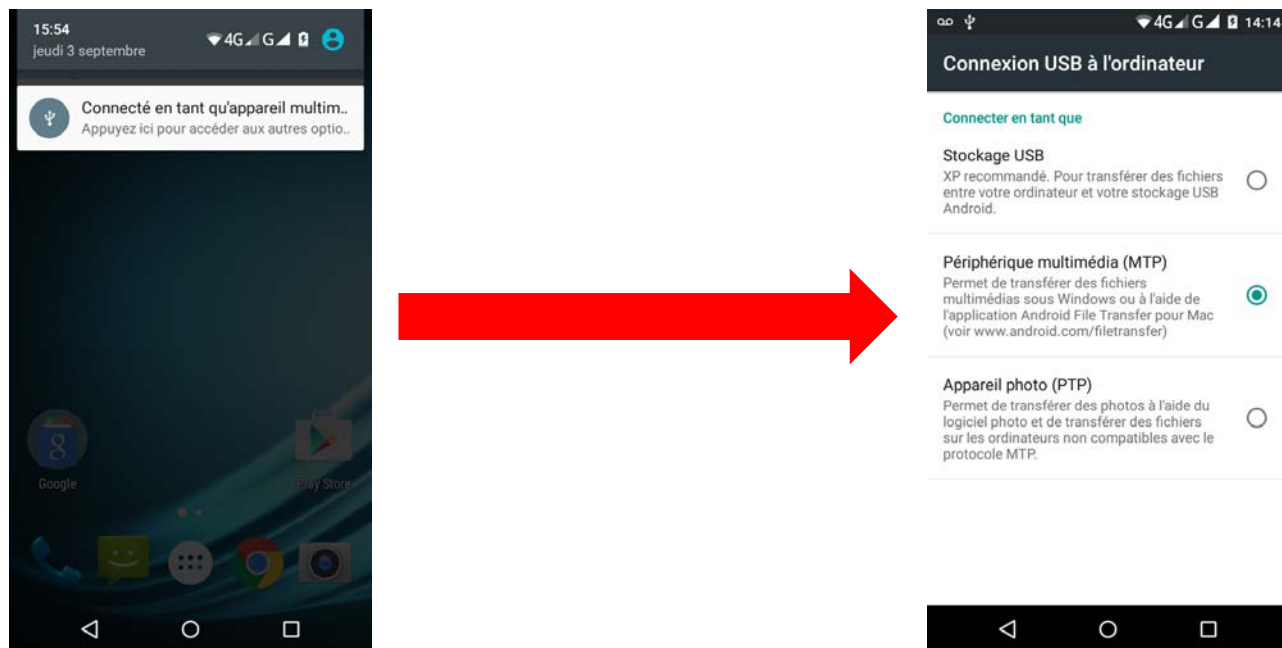 15:54
jeudi 3 septembre
4G G
Connecté en tant qu'appareil multim..
Appuyez ici pour accéder aux autres optio..
8
Google
Play Store
4G G 14:14
Connexion USB à l'ordinateur
Connecter en tant que
Stockage USB
XP recommandé. Pour transférer des fichiers
entre votre ordinateur et votre stockage USB
Android.
Périphérique multimédia (MTP)
Permet de transférer des fichiers
multimédias sous Windows ou à l'aide de
l'application Android File Transfer pour Mac
(voir www.android.com/filetransfer)
Appareil photo (PTP)
Permet de transférer des photos à l'aide du
logiciel photo et de transférer des fichiers
sur les ordinateurs non compatibles avec le
protocole MTP.